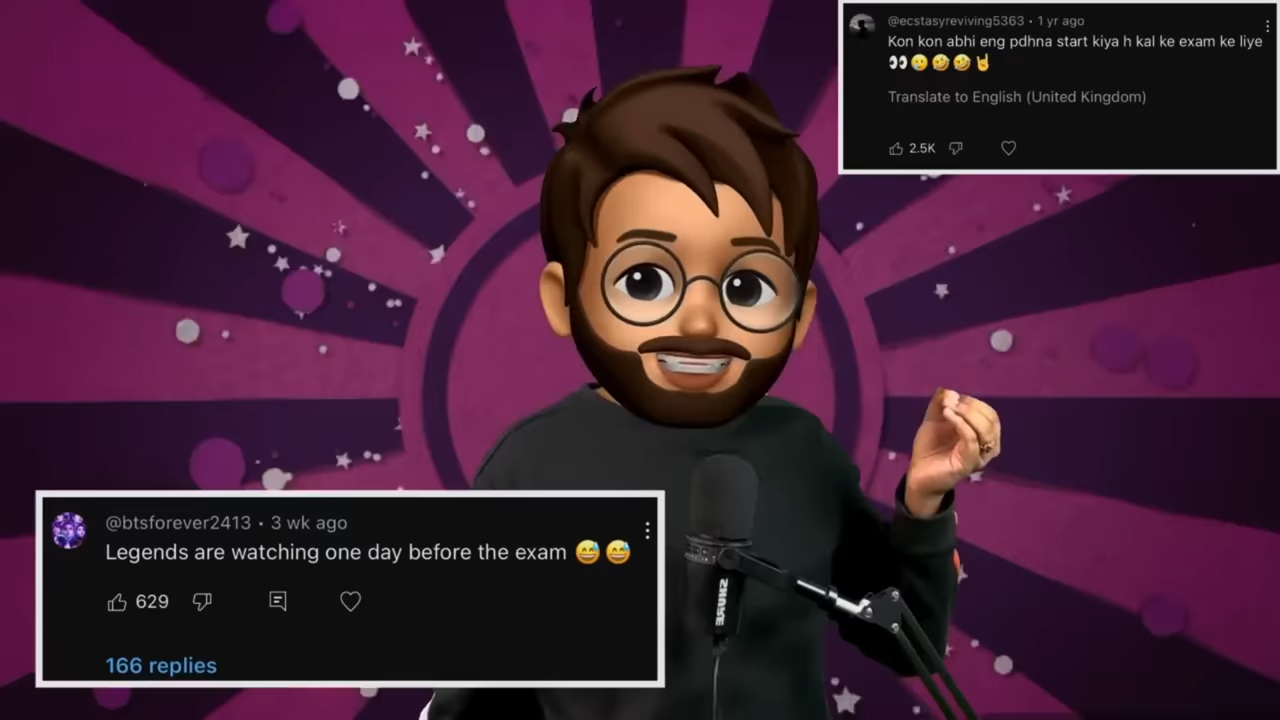 @ecstasyreviving5363 · 1 yr ago
Kon kon abhi eng pdhna start kiya h kal ke exam ke liye
👀🥲🤣🤣🤘
Translate to English (United Kingdom)
2.5K
@btsforever2413 · 3 wk ago
Legends are watching one day before the exam 😅😅
629
166 replies
SHURE